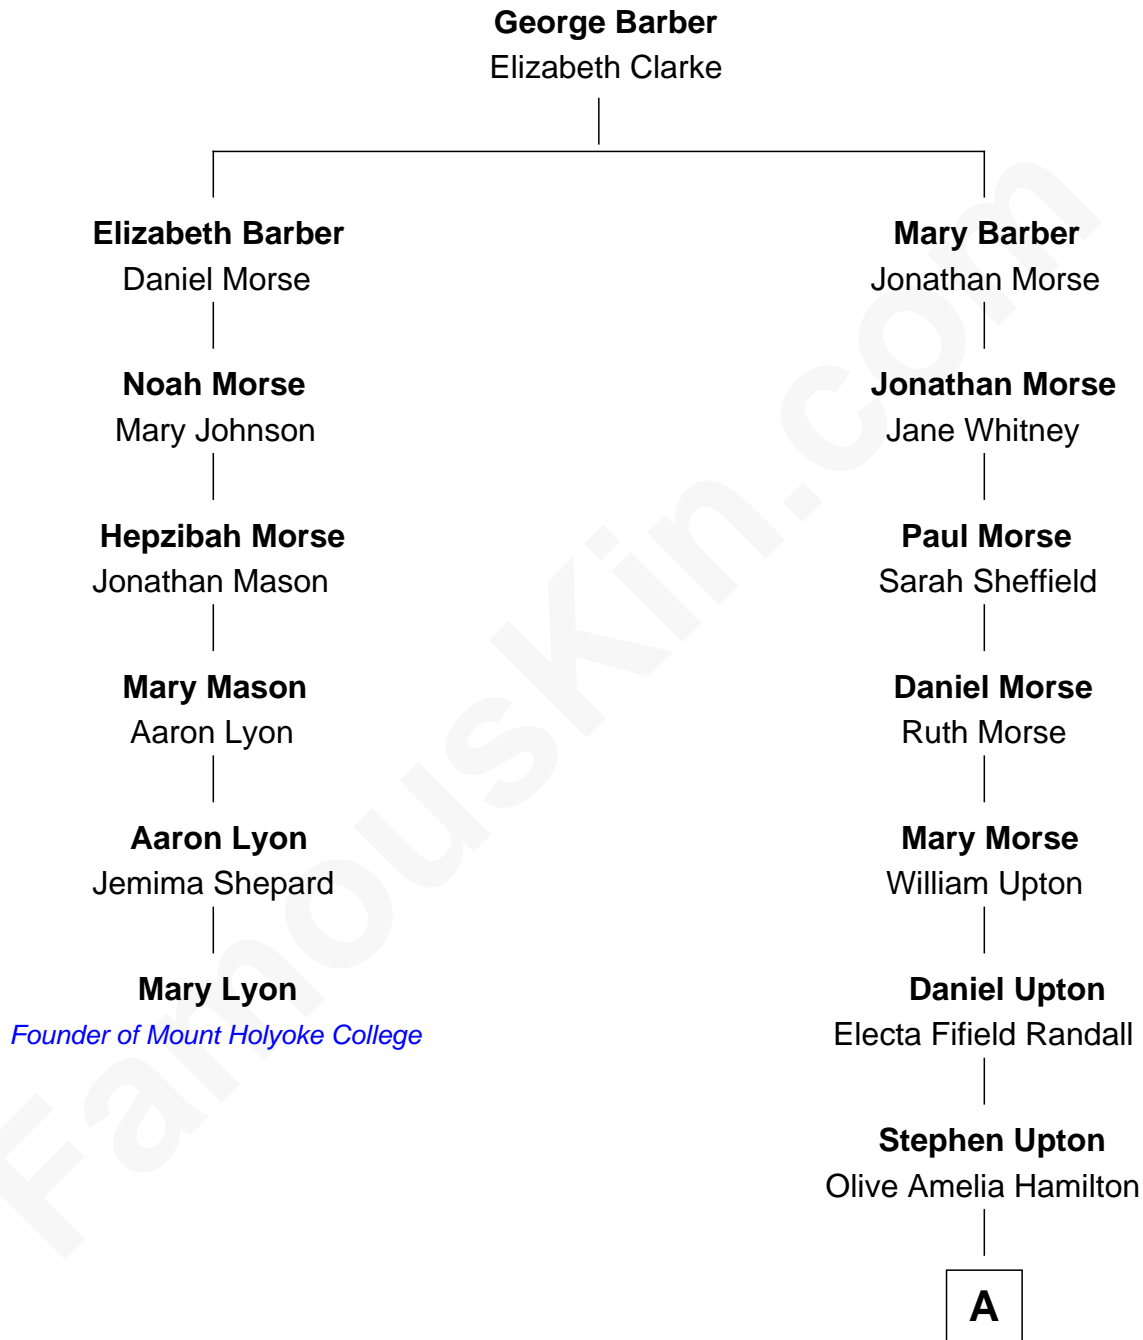 George Barber
Elizabeth Clarke
Elizabeth Barber
Daniel Morse
Noah Morse
Mary Johnson
Hepzibah Morse
Jonathan Mason
Mary Mason
Aaron Lyon
Aaron Lyon
Jemima Shepard
Mary Lyon
Founder of Mount Holyoke College
Mary Barber
Jonathan Morse
Jonathan Morse
Jane Whitney
Paul Morse
Sarah Sheffield
Daniel Morse
Ruth Morse
Mary Morse
William Upton
Daniel Upton
Electa Fifield Randall
Stephen Upton
Olive Amelia Hamilton
A
FamousKin.com